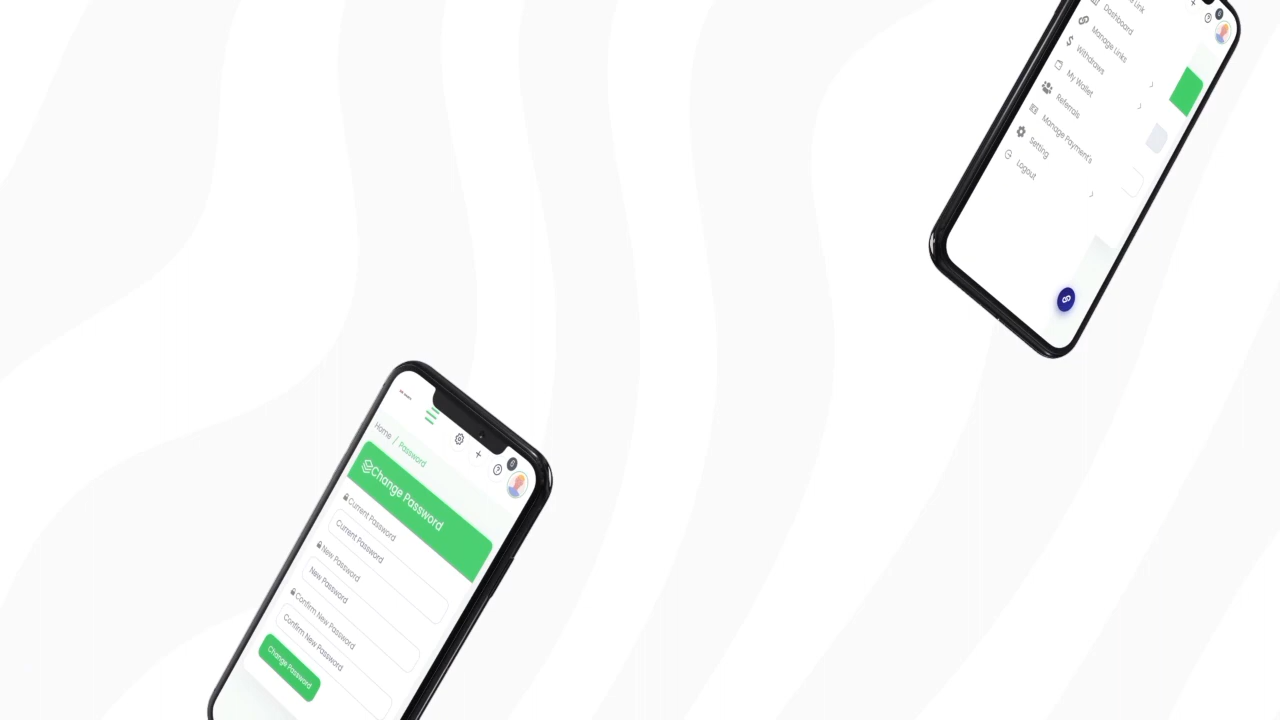 Dashboard
Manage Links
Withdraws
My Wallet
Referrals
Manage Payment's
Setting
Logout
Home / Password
Change Password
Current Password
Current Password
New Password
New Password
Confirm New Password
Confirm New Password
Change Password